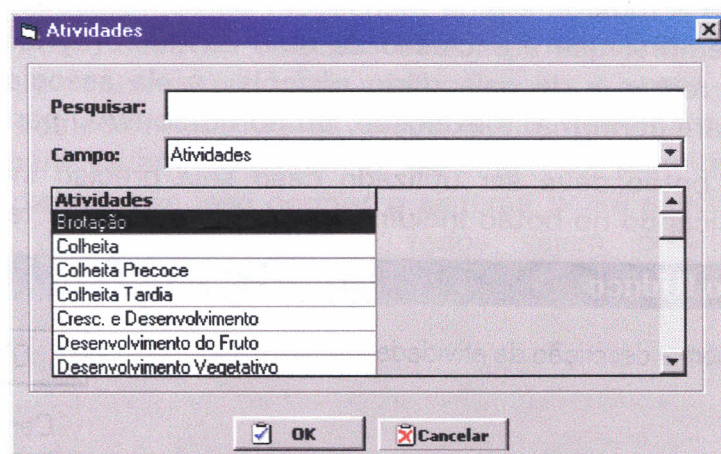 Atividades
Pesquisar:
Campo: Atividades
Atividades
Brotação
Colheita
Colheita Precoce
Colheita Tardia
Cresc. e Desenvolvimento
Desenvolvimento do Fruto
Desenvolvimento Vegetativo
OK Cancelar